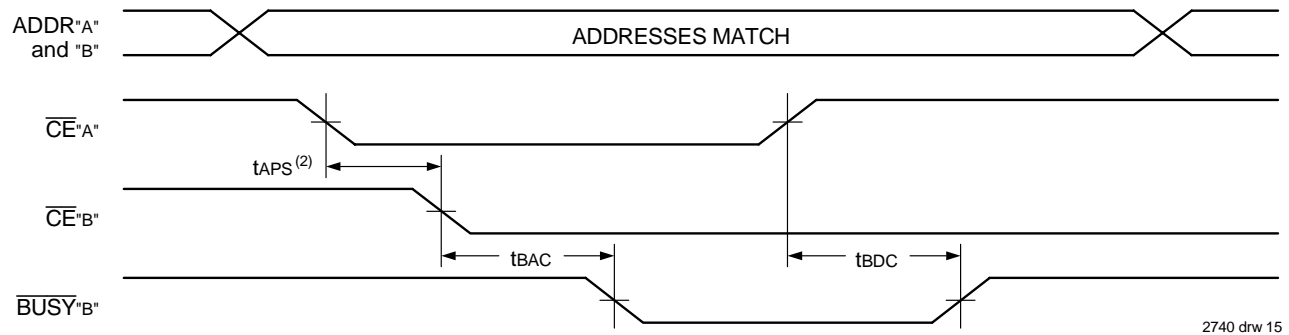 ADDR"A"
and "B"
ADDRESSES MATCH
CE"A"
tAPS(2)
CE"B"
tBAC
tBDC
BUSY"B"
2740 drw 15